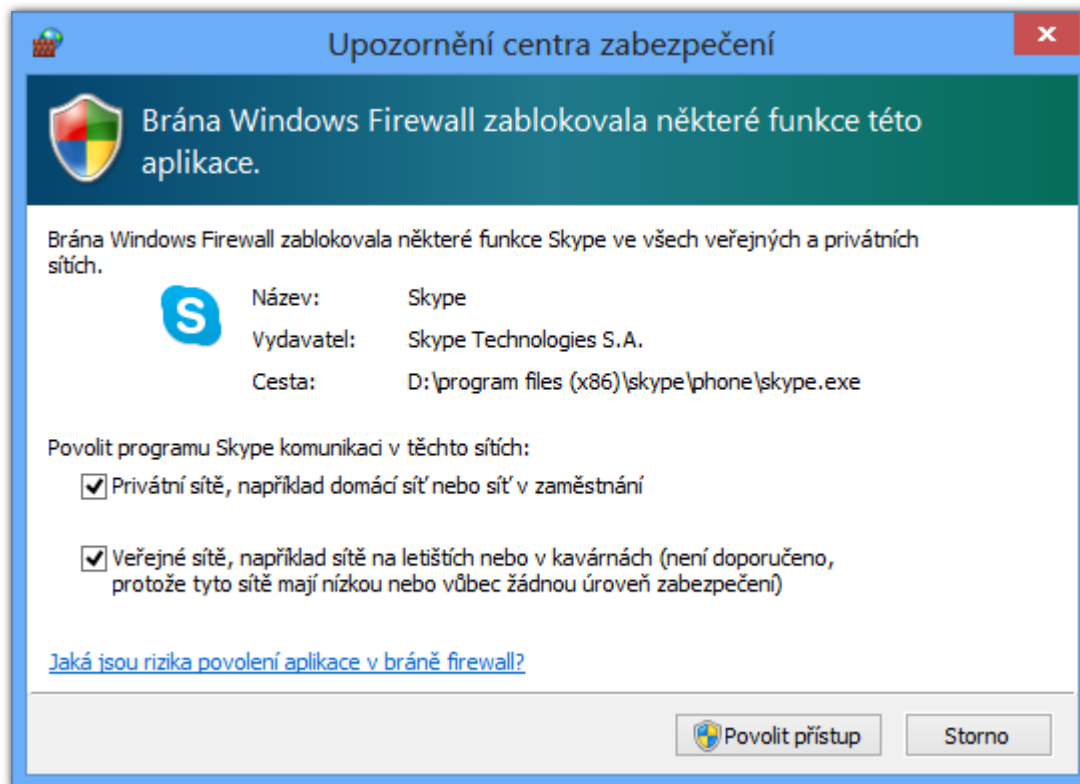 Upozornění centra zabezpečení
Brána Windows Firewall zablokovala některé funkce této
aplikace.
Brána Windows Firewall zablokovala některé funkce Skype ve všech veřejných a privátních
sítích.
Název: Skype
Vydavatel: Skype Technologies S.A.
Cesta: D:\program files (x86)\skype\phone\skype.exe
Povolit programu Skype komunikaci v těchto sítích:
Privátní sítě, například domácí síť nebo síť v zaměstnání
Veřejné sítě, například sítě na letištích nebo v kavárnách (není doporučeno,
protože tyto sítě mají nízkou nebo vůbec žádnou úroveň zabezpečení)
Jaká jsou rizika povolení aplikace v bráně firewall?
Povolit přístup Storno